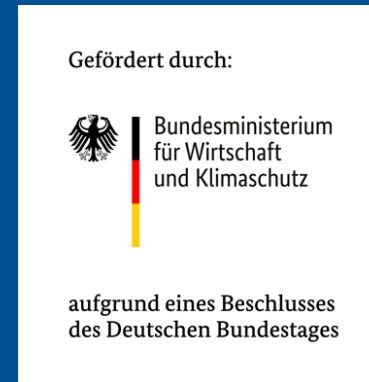 Gefördert durch:
Bundesministerium
für Wirtschaft
und Klimaschutz
aufgrund eines Beschlusses
des Deutschen Bundestages